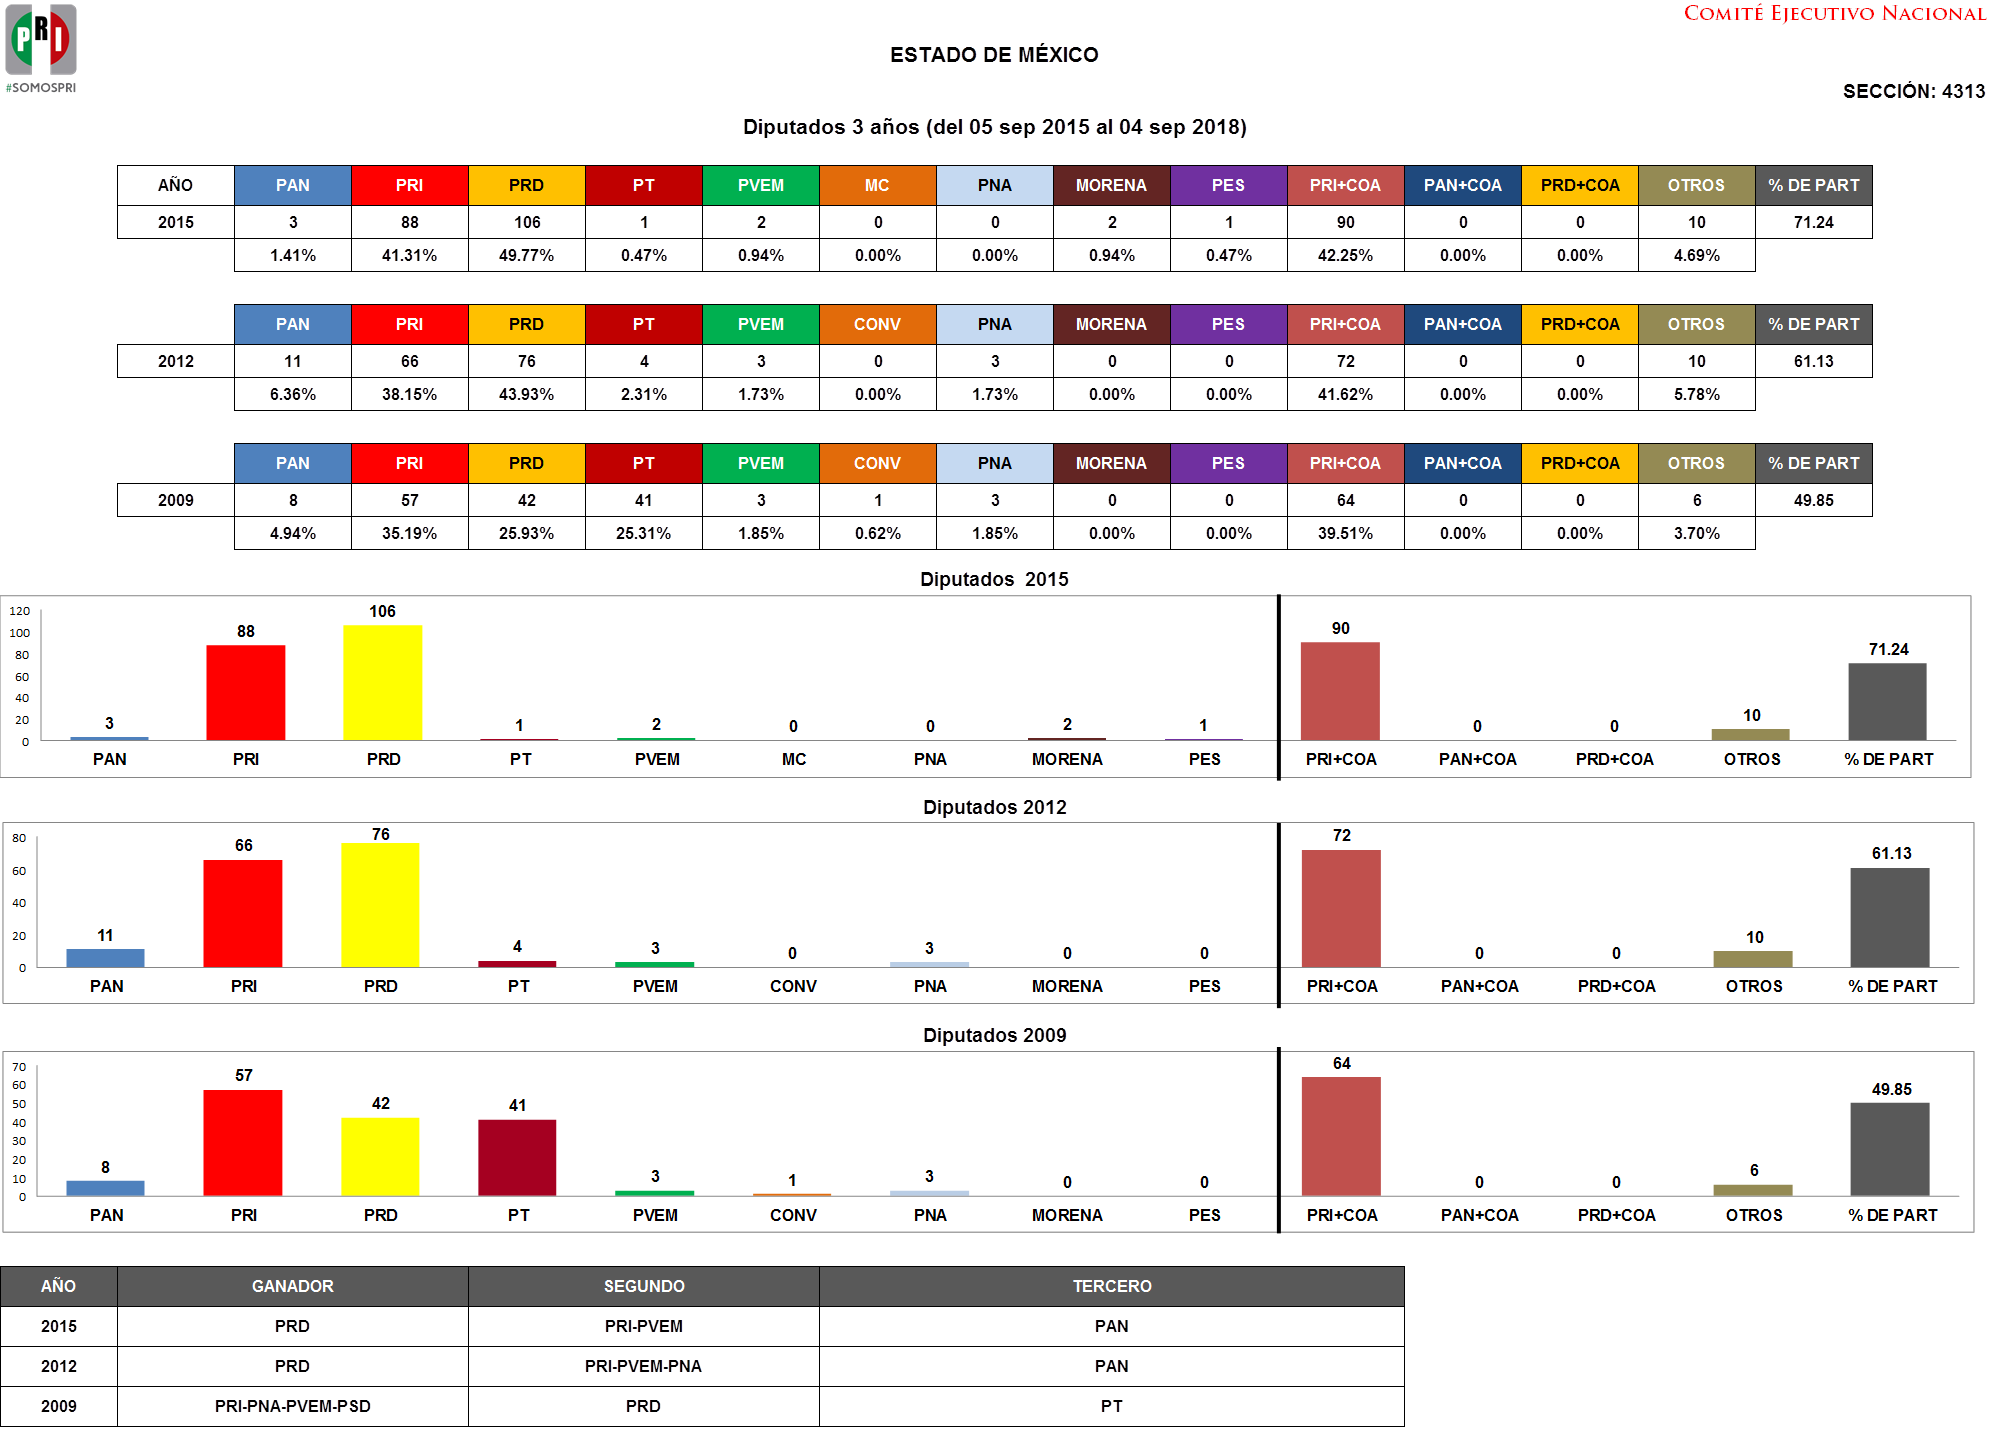 PRI
#SOMOSPRI
COMITÉ EJECUTIVO NACIONAL
ESTADO DE MÉXICO
SECCIÓN: 4313
Diputados 3 años (del 05 sep 2015 al 04 sep 2018)
AÑO PAN PRI PRD PT PVEM MC PNA MORENA PES PRI+COA PAN+COA PRD+COA OTROS % DE PART
2015 3 88 106 1 2 0 0 2 1 90 0 0 10 71.24
1.41% 41.31% 49.77% 0.47% 0.94% 0.00% 0.00% 0.94% 0.47% 42.25% 0.00% 0.00% 4.69%
PAN PRI PRD PT PVEM CONV PNA MORENA PES PRI+COA PAN+COA PRD+COA OTROS % DE PART
2012 11 66 76 4 3 0 3 0 0 72 0 0 10 61.13
6.36% 38.15% 43.93% 2.31% 1.73% 0.00% 1.73% 0.00% 0.00% 41.62% 0.00% 0.00% 5.78%
PAN PRI PRD PT PVEM CONV PNA MORENA PES PRI+COA PAN+COA PRD+COA OTROS % DE PART
2009 8 57 42 41 3 1 3 0 0 64 0 0 6 49.85
4.94% 35.19% 25.93% 25.31% 1.85% 0.62% 1.85% 0.00% 0.00% 39.51% 0.00% 0.00% 3.70%
Diputados 2015
120
100
80
60
40
20
0
3 88 106 1 2 0 0 2 1 90 0 0 10 71.24
PAN PRI PRD PT PVEM MC PNA MORENA PES PRI+COA PAN+COA PRD+COA OTROS % DE PART
Diputados 2012
80
60
40
20
0
11 66 76 4 3 0 3 0 0 72 0 0 10 61.13
PAN PRI PRD PT PVEM CONV PNA MORENA PES PRI+COA PAN+COA PRD+COA OTROS % DE PART
Diputados 2009
70
60
50
40
30
20
10
0
8 57 42 41 3 1 3 0 0 64 0 0 6 49.85
PAN PRI PRD PT PVEM CONV PNA MORENA PES PRI+COA PAN+COA PRD+COA OTROS % DE PART
AÑO GANADOR SEGUNDO TERCERO
2015 PRD PRI-PVEM PAN
2012 PRD PRI-PVEM-PNA PAN
2009 PRI-PNA-PVEM-PSD PRD PT